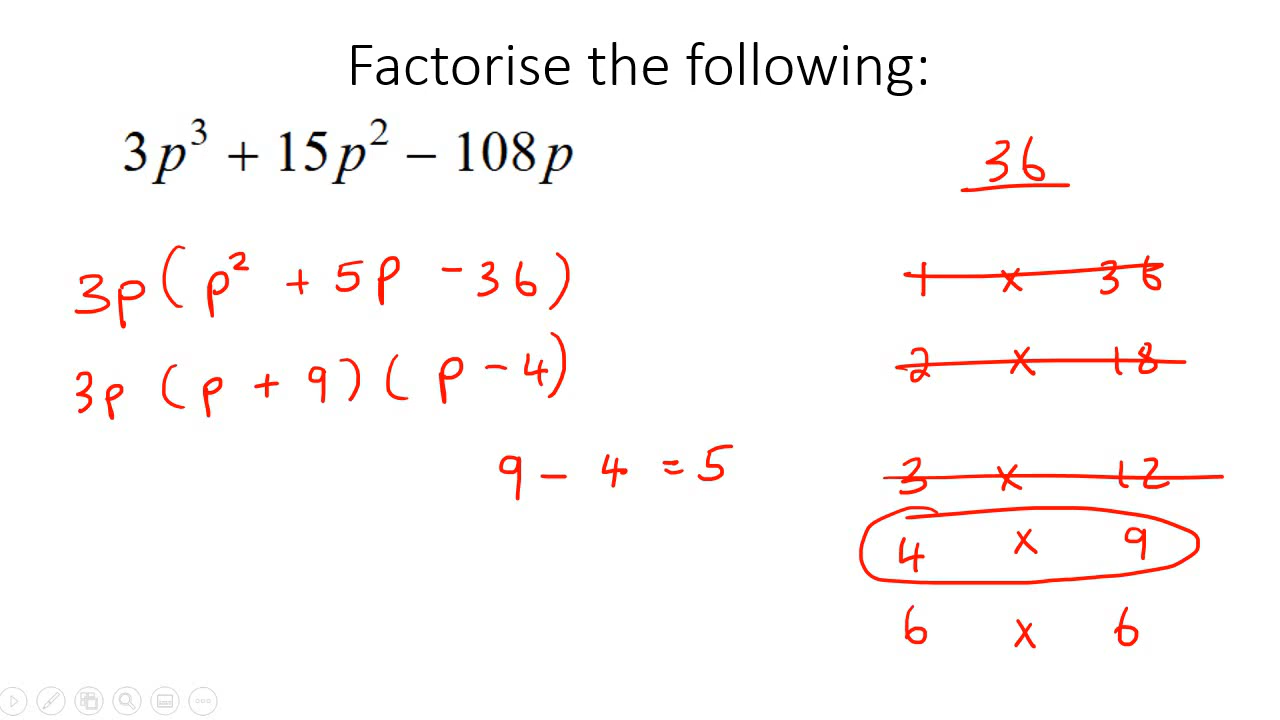 Factorise the following:
3p³ + 15p² − 108p
3p ( p² + 5p − 36 )
3p ( p + 9 ) ( p − 4 )
9 − 4 = 5
36
1 x 36
2 x 18
3 x 12
4 x 9
6 x 6